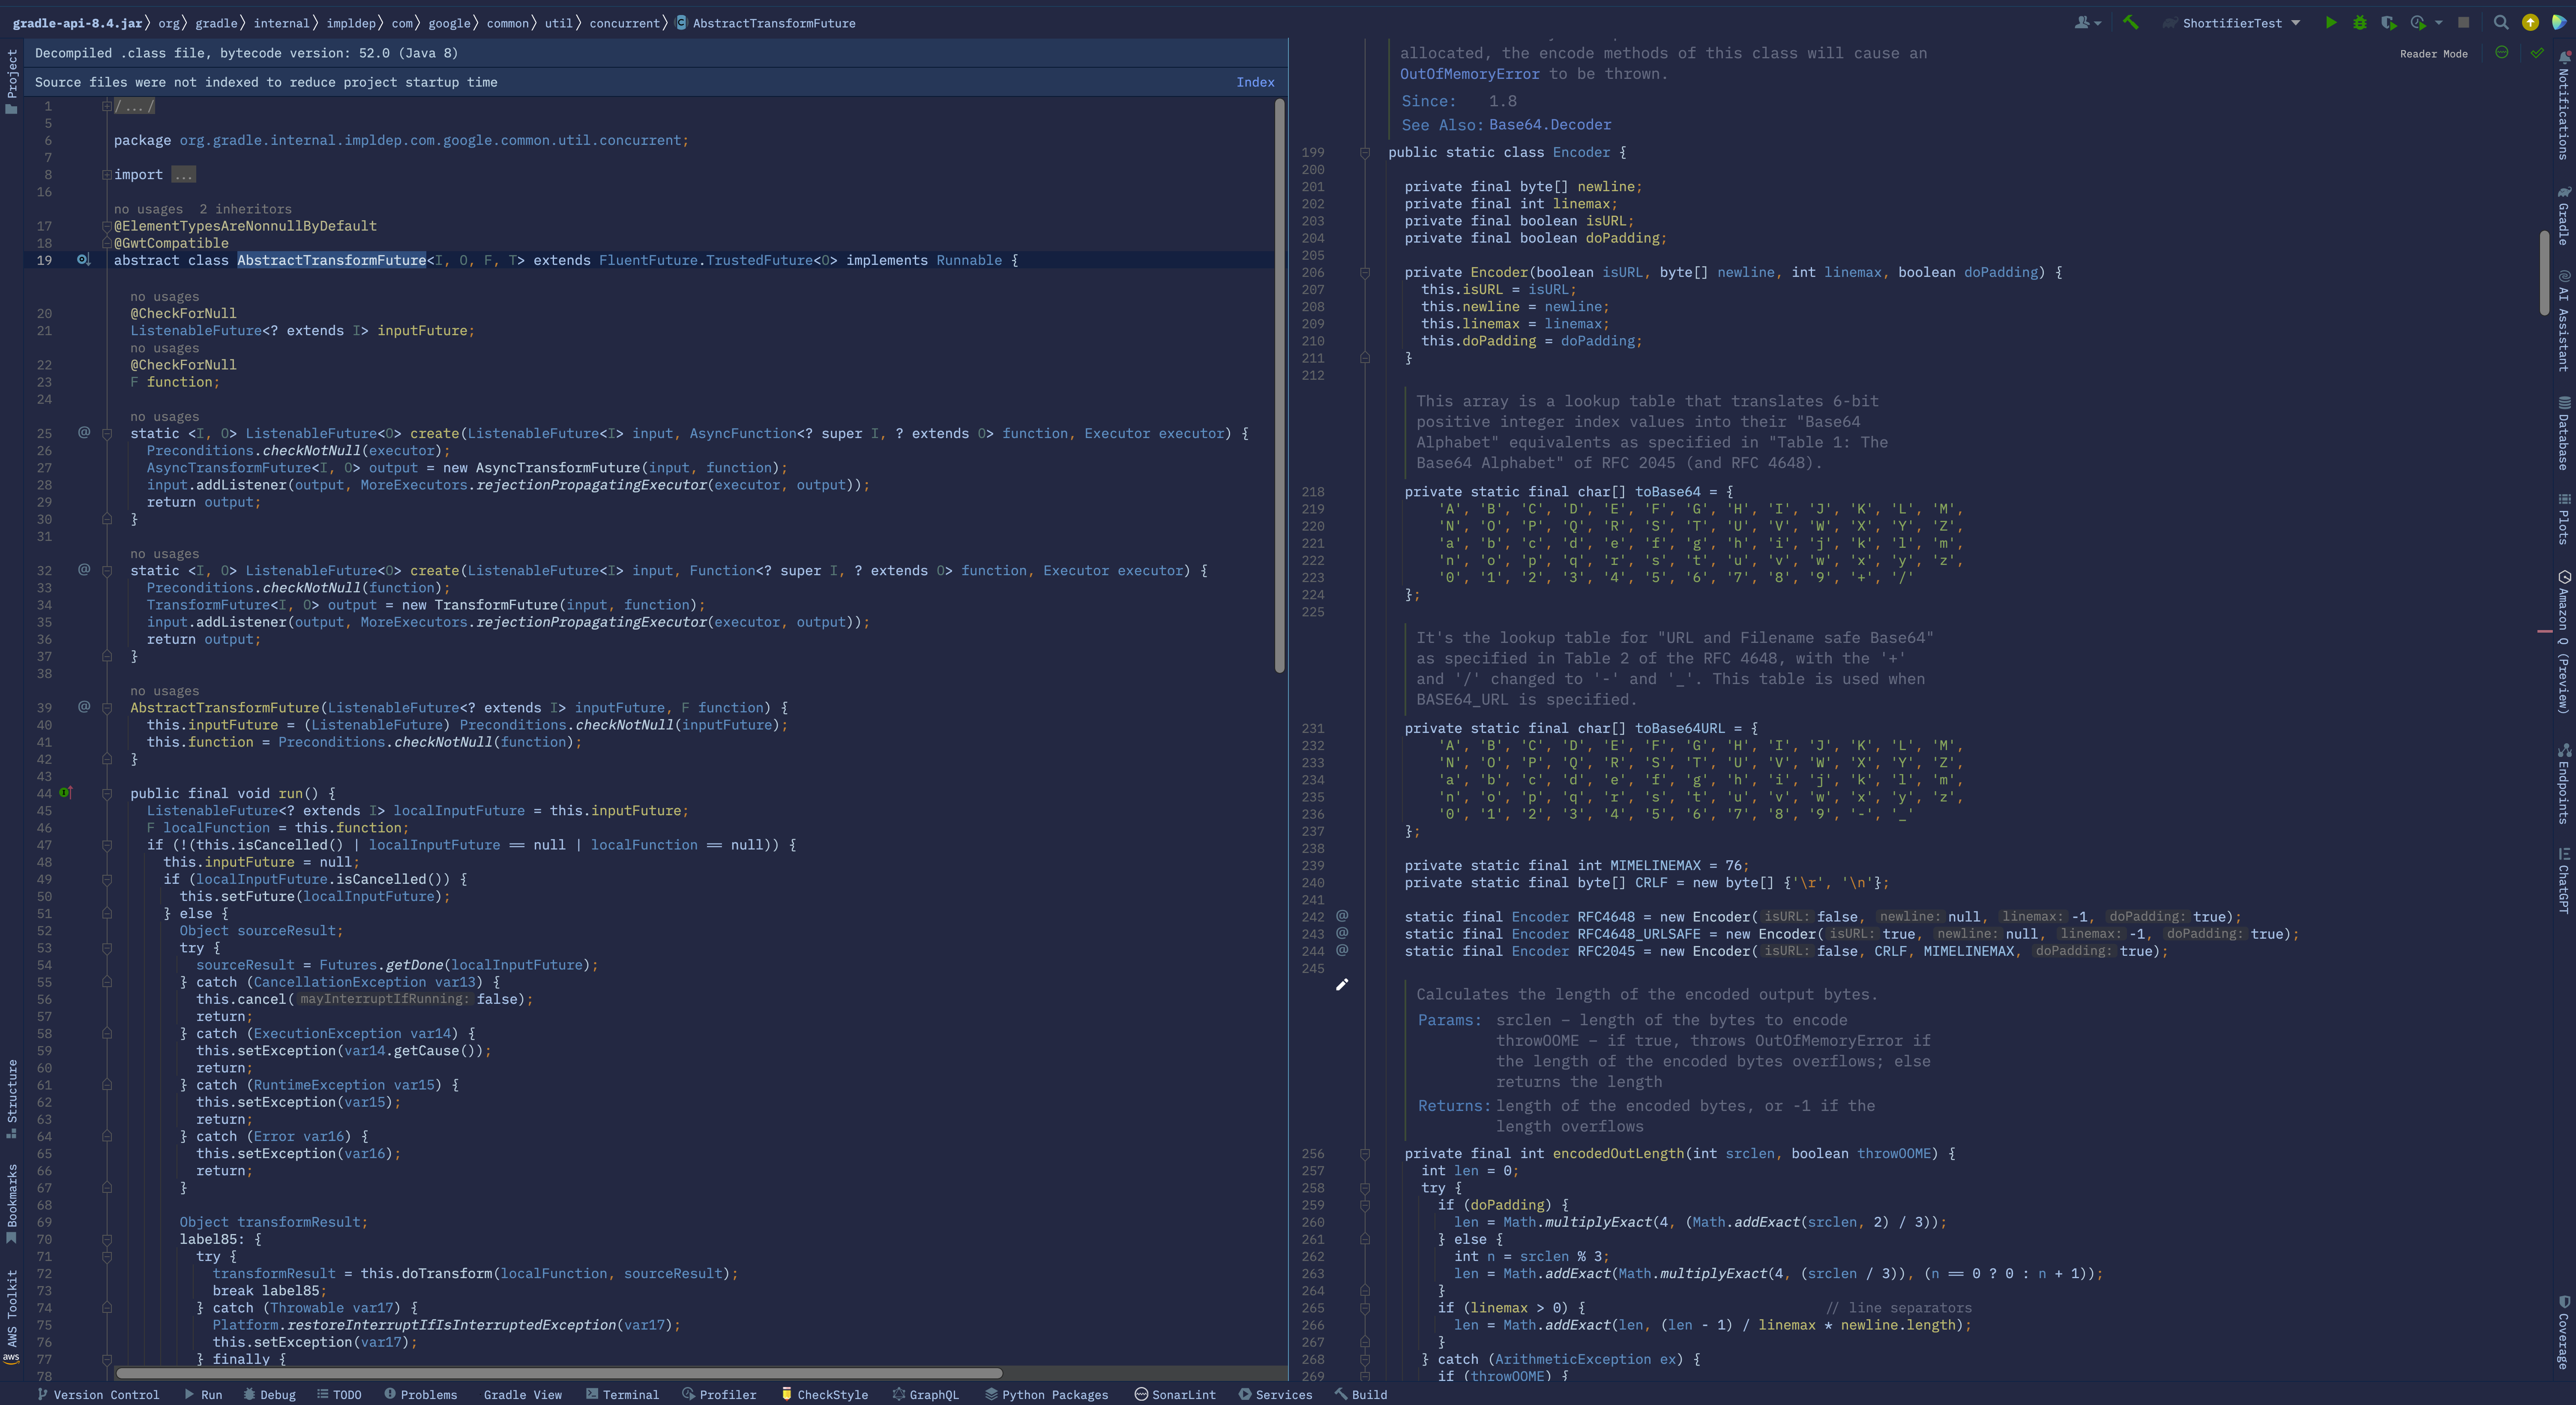 gradle-api-8.4.jar〉org〉gradle〉internal〉impldep〉com〉google〉common〉util〉concurrent〉AbstractTransformFuture
ShortifierTest
Decompiled .class file, bytecode version: 52.0 (Java 8)
Source files were not indexed to reduce project startup time
Index
1 /.../
5
6 package org.gradle.internal.impldep.com.google.common.util.concurrent;
7
8 import ...
16
no usages 2 inheritors
17 @ElementTypesAreNonnullByDefault
18 @GwtCompatible
19 abstract class AbstractTransformFuture<I, O, F, T> extends FluentFuture.TrustedFuture<O> implements Runnable {
no usages
20 @CheckForNull
21 ListenableFuture<? extends I> inputFuture;
no usages
22 @CheckForNull
23 F function;
24
no usages
25 @ static <I, O> ListenableFuture<O> create(ListenableFuture<I> input, AsyncFunction<? super I, ? extends O> function, Executor executor) {
26 Preconditions.checkNotNull(executor);
27 AsyncTransformFuture<I, O> output = new AsyncTransformFuture(input, function);
28 input.addListener(output, MoreExecutors.rejectionPropagatingExecutor(executor, output));
29 return output;
30 }
31
no usages
32 @ static <I, O> ListenableFuture<O> create(ListenableFuture<I> input, Function<? super I, ? extends O> function, Executor executor) {
33 Preconditions.checkNotNull(function);
34 TransformFuture<I, O> output = new TransformFuture(input, function);
35 input.addListener(output, MoreExecutors.rejectionPropagatingExecutor(executor, output));
36 return output;
37 }
38
no usages
39 @ AbstractTransformFuture(ListenableFuture<? extends I> inputFuture, F function) {
40 this.inputFuture = (ListenableFuture) Preconditions.checkNotNull(inputFuture);
41 this.function = Preconditions.checkNotNull(function);
42 }
43
44 public final void run() {
45 ListenableFuture<? extends I> localInputFuture = this.inputFuture;
46 F localFunction = this.function;
47 if (!(this.isCancelled() | localInputFuture == null | localFunction == null)) {
48 this.inputFuture = null;
49 if (localInputFuture.isCancelled()) {
50 this.setFuture(localInputFuture);
51 } else {
52 Object sourceResult;
53 try {
54 sourceResult = Futures.getDone(localInputFuture);
55 } catch (CancellationException var13) {
56 this.cancel( mayInterruptIfRunning: false);
57 return;
58 } catch (ExecutionException var14) {
59 this.setException(var14.getCause());
60 return;
61 } catch (RuntimeException var15) {
62 this.setException(var15);
63 return;
64 } catch (Error var16) {
65 this.setException(var16);
66 return;
67 }
68
69 Object transformResult;
70 label85: {
71 try {
72 transformResult = this.doTransform(localFunction, sourceResult);
73 break label85;
74 } catch (Throwable var17) {
75 Platform.restoreInterruptIfIsInterruptedException(var17);
76 this.setException(var17);
77 } finally {
78
Reader Mode
allocated, the encode methods of this class will cause an
OutOfMemoryError to be thrown.
Since: 1.8
See Also: Base64.Decoder
199 public static class Encoder {
200
201 private final byte[] newline;
202 private final int linemax;
203 private final boolean isURL;
204 private final boolean doPadding;
205
206 private Encoder(boolean isURL, byte[] newline, int linemax, boolean doPadding) {
207 this.isURL = isURL;
208 this.newline = newline;
209 this.linemax = linemax;
210 this.doPadding = doPadding;
211 }
212
This array is a lookup table that translates 6-bit
positive integer index values into their "Base64
Alphabet" equivalents as specified in "Table 1: The
Base64 Alphabet" of RFC 2045 (and RFC 4648).
218 private static final char[] toBase64 = {
219 'A', 'B', 'C', 'D', 'E', 'F', 'G', 'H', 'I', 'J', 'K', 'L', 'M',
220 'N', 'O', 'P', 'Q', 'R', 'S', 'T', 'U', 'V', 'W', 'X', 'Y', 'Z',
221 'a', 'b', 'c', 'd', 'e', 'f', 'g', 'h', 'i', 'j', 'k', 'l', 'm',
222 'n', 'o', 'p', 'q', 'r', 's', 't', 'u', 'v', 'w', 'x', 'y', 'z',
223 '0', '1', '2', '3', '4', '5', '6', '7', '8', '9', '+', '/'
224 };
225
It's the lookup table for "URL and Filename safe Base64"
as specified in Table 2 of the RFC 4648, with the '+'
and '/' changed to '-' and '_'. This table is used when
BASE64_URL is specified.
231 private static final char[] toBase64URL = {
232 'A', 'B', 'C', 'D', 'E', 'F', 'G', 'H', 'I', 'J', 'K', 'L', 'M',
233 'N', 'O', 'P', 'Q', 'R', 'S', 'T', 'U', 'V', 'W', 'X', 'Y', 'Z',
234 'a', 'b', 'c', 'd', 'e', 'f', 'g', 'h', 'i', 'j', 'k', 'l', 'm',
235 'n', 'o', 'p', 'q', 'r', 's', 't', 'u', 'v', 'w', 'x', 'y', 'z',
236 '0', '1', '2', '3', '4', '5', '6', '7', '8', '9', '-', '_'
237 };
238
239 private static final int MIMELINEMAX = 76;
240 private static final byte[] CRLF = new byte[] {'\r', '\n'};
241
242 @ static final Encoder RFC4648 = new Encoder( isURL: false, newline: null, linemax: -1, doPadding: true);
243 @ static final Encoder RFC4648_URLSAFE = new Encoder( isURL: true, newline: null, linemax: -1, doPadding: true);
244 @ static final Encoder RFC2045 = new Encoder( isURL: false, CRLF, MIMELINEMAX, doPadding: true);
245
Calculates the length of the encoded output bytes.
Params: srclen – length of the bytes to encode
throwOOME – if true, throws OutOfMemoryError if
the length of the encoded bytes overflows; else
returns the length
Returns: length of the encoded bytes, or -1 if the
length overflows
256 private final int encodedOutLength(int srclen, boolean throwOOME) {
257 int len = 0;
258 try {
259 if (doPadding) {
260 len = Math.multiplyExact(4, (Math.addExact(srclen, 2) / 3));
261 } else {
262 int n = srclen % 3;
263 len = Math.addExact(Math.multiplyExact(4, (srclen / 3)), (n == 0 ? 0 : n + 1));
264 }
265 if (linemax > 0) { // line separators
266 len = Math.addExact(len, (len - 1) / linemax * newline.length);
267 }
268 } catch (ArithmeticException ex) {
269 if (throwOOME) {
Project
Structure
Bookmarks
AWS Toolkit
aws
Notifications
Gradle
AI Assistant
Database
Plots
Amazon Q (Preview)
Endpoints
ChatGPT
Coverage
Version Control Run Debug TODO Problems Gradle View Terminal Profiler CheckStyle GraphQL Python Packages SonarLint Services Build